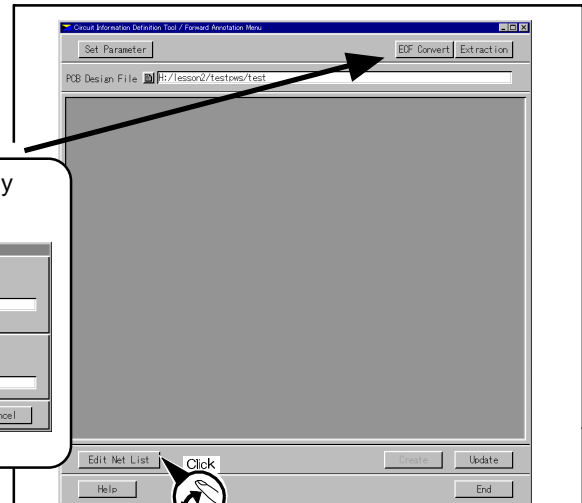 Circuit Information Definition Tool / Forward Annotation Menu
Set Parameter
ECF Convert
Extraction
PCB Design File
H:/lesson2/testpws/test
Edit Net List
Click
Create
Update
Help
End